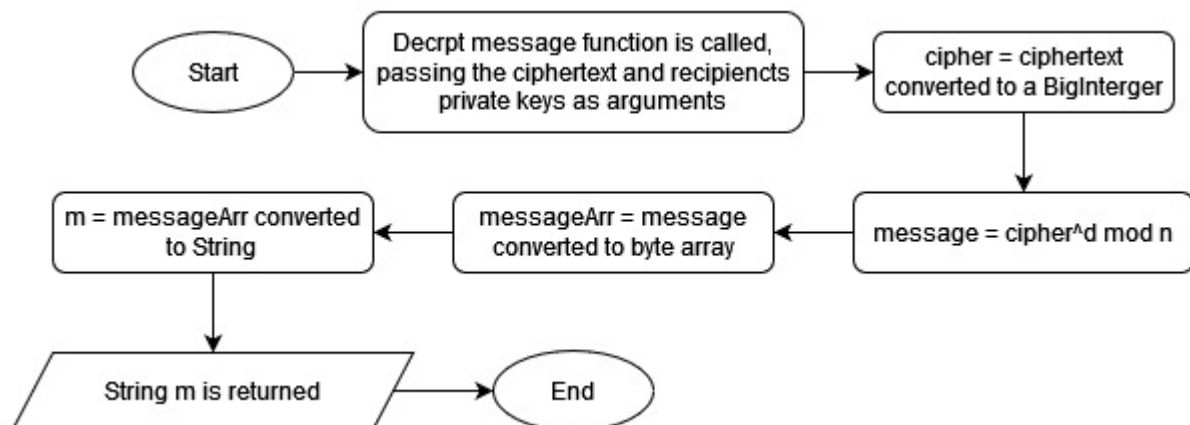 Start
Decrpt message function is called,
passing the ciphertext and recipiencts
private keys as arguments
cipher = ciphertext
converted to a BigInterger
message = cipher^d mod n
messageArr = message
converted to byte array
m = messageArr converted
to String
String m is returned
End